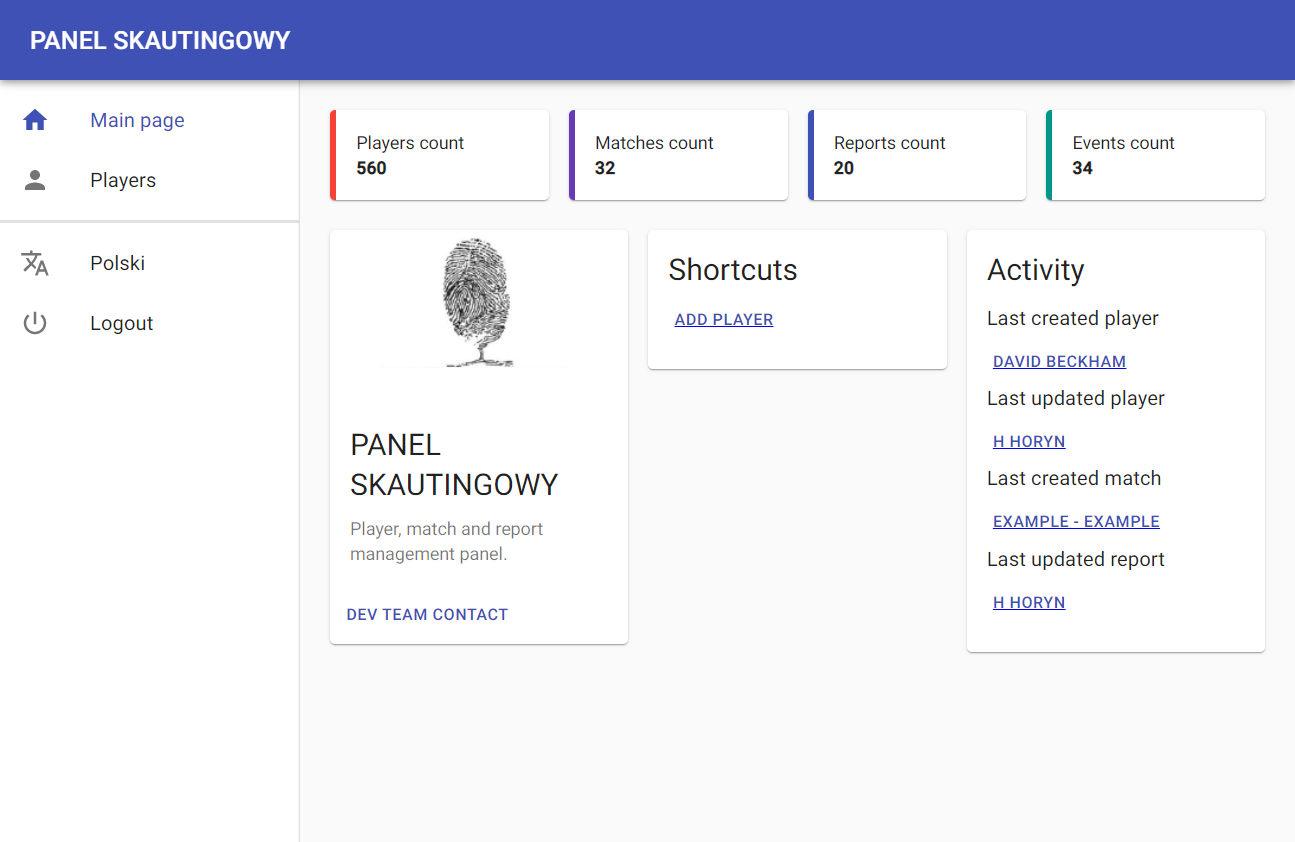 PANEL SKAUTINGOWY
Main page
Players
Polski
Logout
Players count
560
Matches count
32
Reports count
20
Events count
34
PANEL
SKAUTINGOWY
Player, match and report
management panel.
DEV TEAM CONTACT
Shortcuts
ADD PLAYER
Activity
Last created player
DAVID BECKHAM
Last updated player
H HORYN
Last created match
EXAMPLE - EXAMPLE
Last updated report
H HORYN